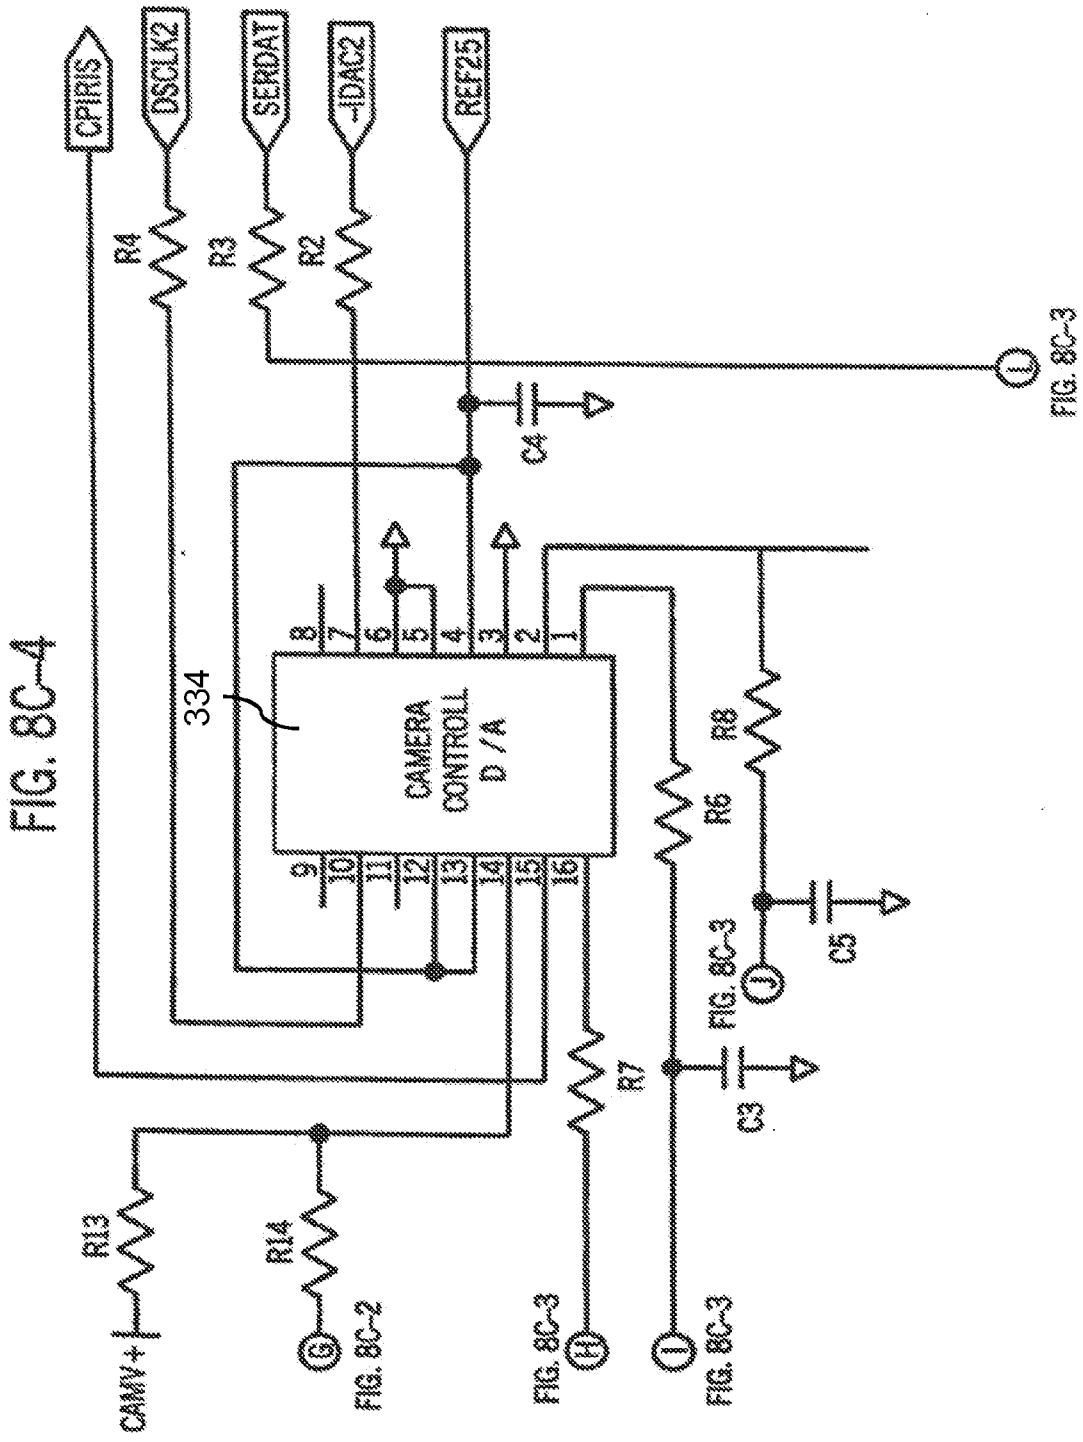 FIG. 8C-4
CPIRIS
DSCLK2
SERDAT
-IDAC2
REF25
R4
R3
R2
C4
L
FIG. 8C-3
334
CAMERA
CONTROLL
D/A
8
7
6
5
4
3
2
1
9
10
11
12
13
14
15
16
R8
R6
C5
FIG. 8C-3
J
R7
C3
R13
CAMV+
R14
G
FIG. 8C-2
FIG. 8C-3
H
I
FIG. 8C-3